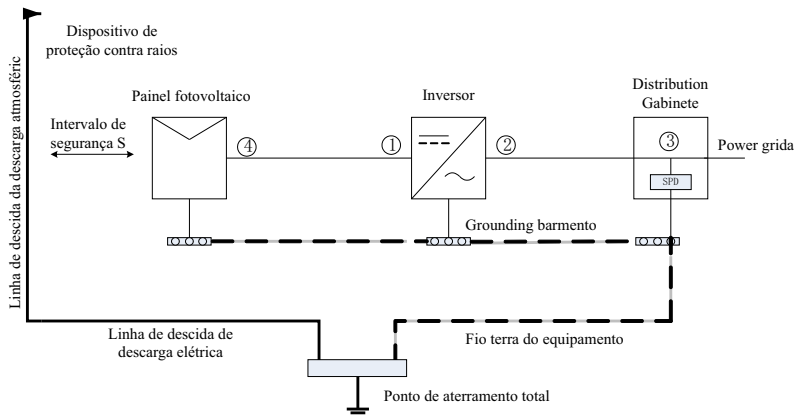 Dispositivo de
proteção contra raios
Linha de descida da descarga atmosféric
Intervalo de
segurança S
Painel fotovoltaico
④
①
Inversor
②
Distribution
Gabinete
③
SPD
Power grida
Grounding barmento
Linha de descida de
descarga elétrica
Fio terra do equipamento
Ponto de aterramento total